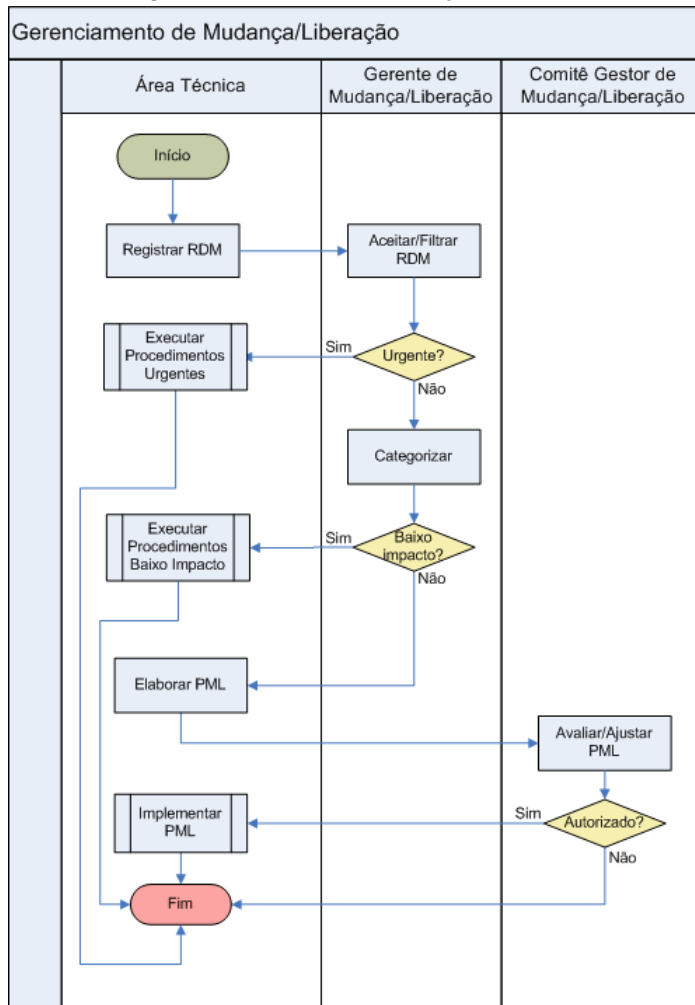 Gerenciamento de Mudança/Liberação
Área Técnica
Gerente de
Mudança/Liberação
Comitê Gestor de
Mudança/Liberação
Início
Registrar RDM
Aceitar/Filtrar
RDM
Executar
Procedimentos
Urgentes
Sim
Urgente?
Não
Categorizar
Executar
Procedimentos
Baixo Impacto
Sim
Baixo
impacto?
Não
Elaborar PML
Avaliar/Ajustar
PML
Implementar
PML
Sim
Autorizado?
Não
Fim